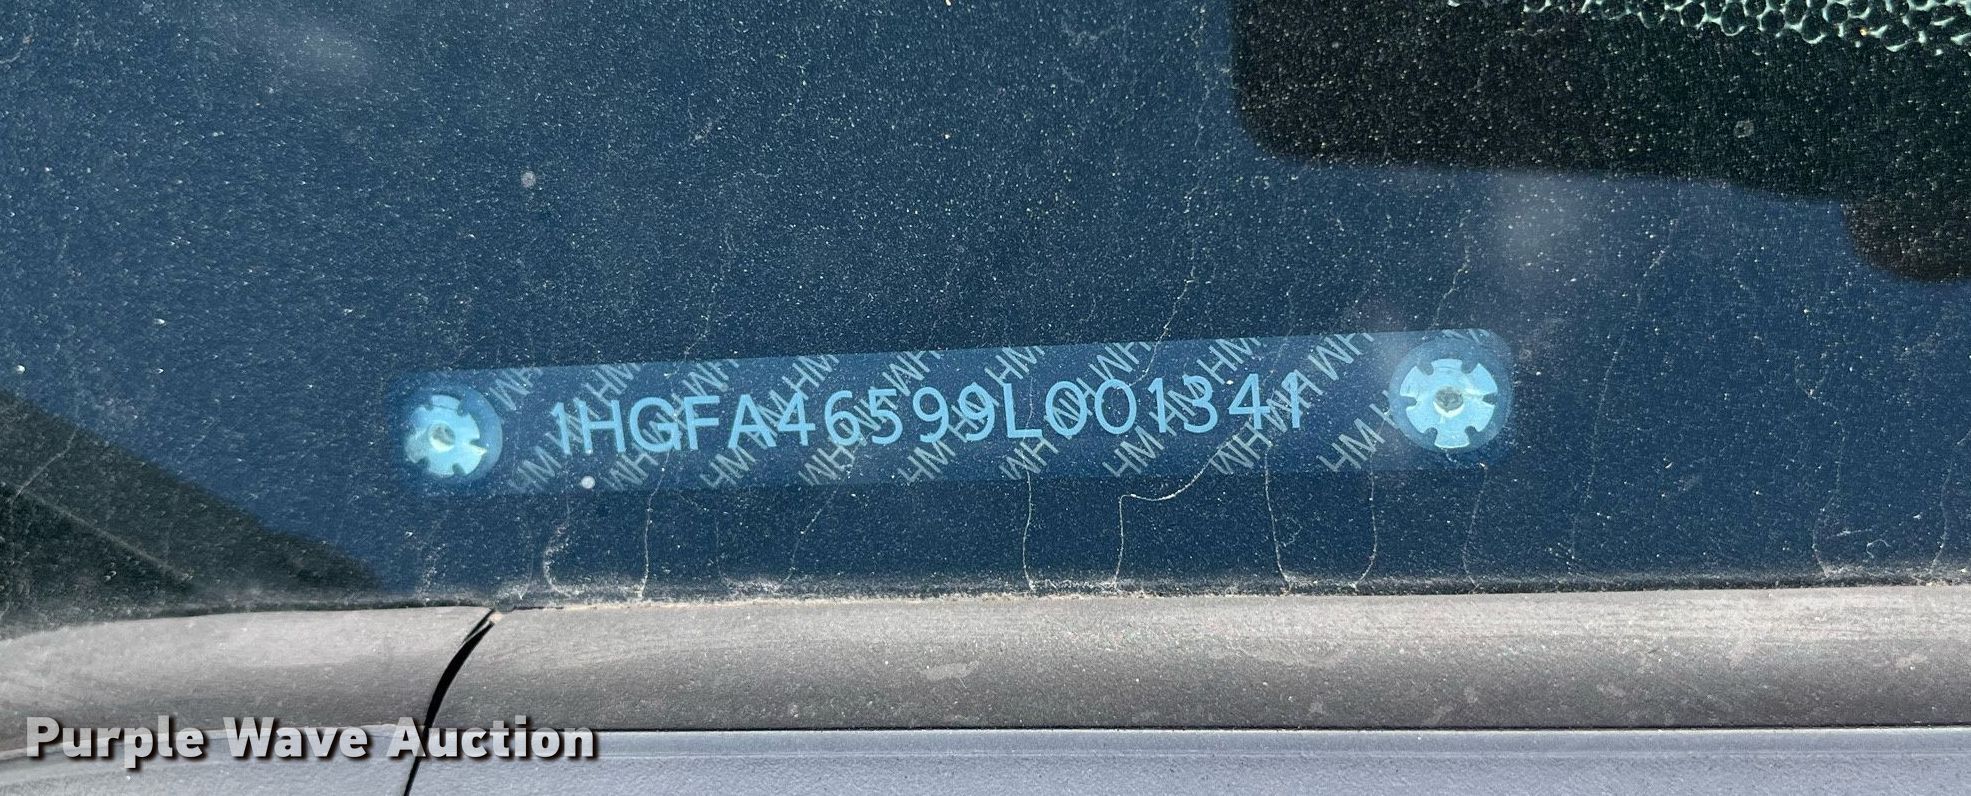 1HGFA46599L001341
Purple Wave Auction